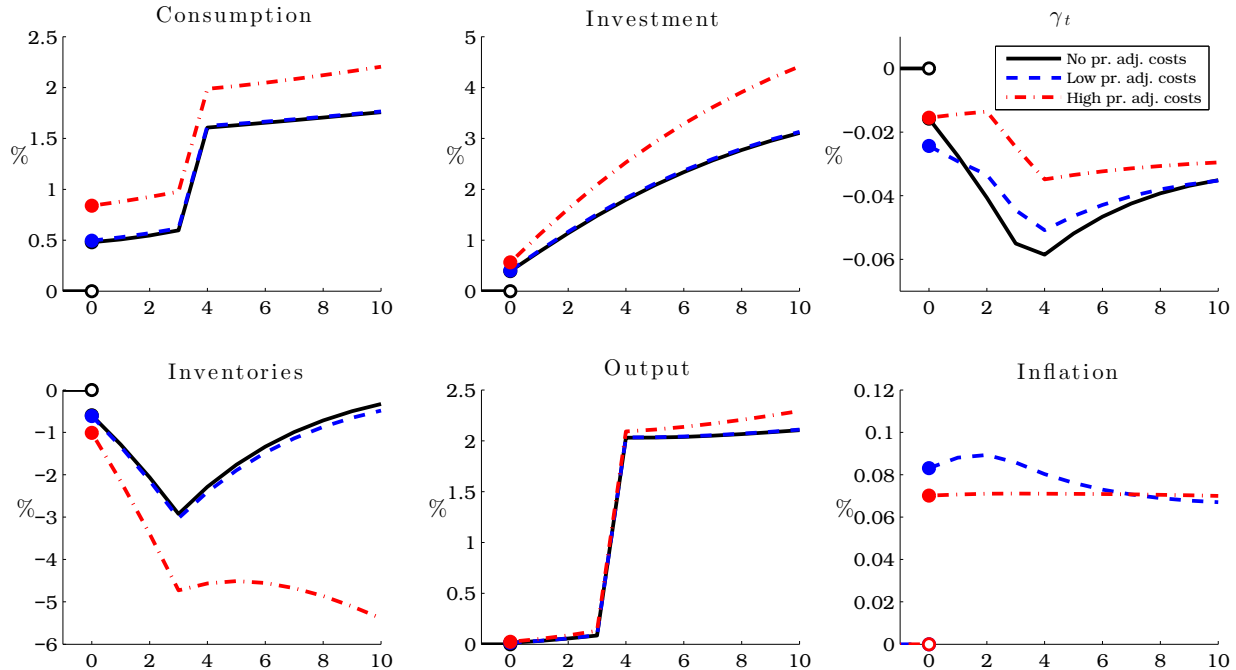 Consumption
Investment
γt
2.5
2
1.5
%
1
0.5
0
0 2 4 6 8 10
5
4
3
%
2
1
0
0 2 4 6 8 10
0
−0.02
%
−0.04
−0.06
0 2 4 6 8 10
No pr. adj. costs
Low pr. adj. costs
High pr. adj. costs
Inventories
Output
Inflation
0
−1
−2
−3
%
−4
−5
−6
0 2 4 6 8 10
2.5
2
1.5
%
1
0.5
0
0 2 4 6 8 10
0.12
0.1
0.08
%
0.06
0.04
0.02
0
0 2 4 6 8 10